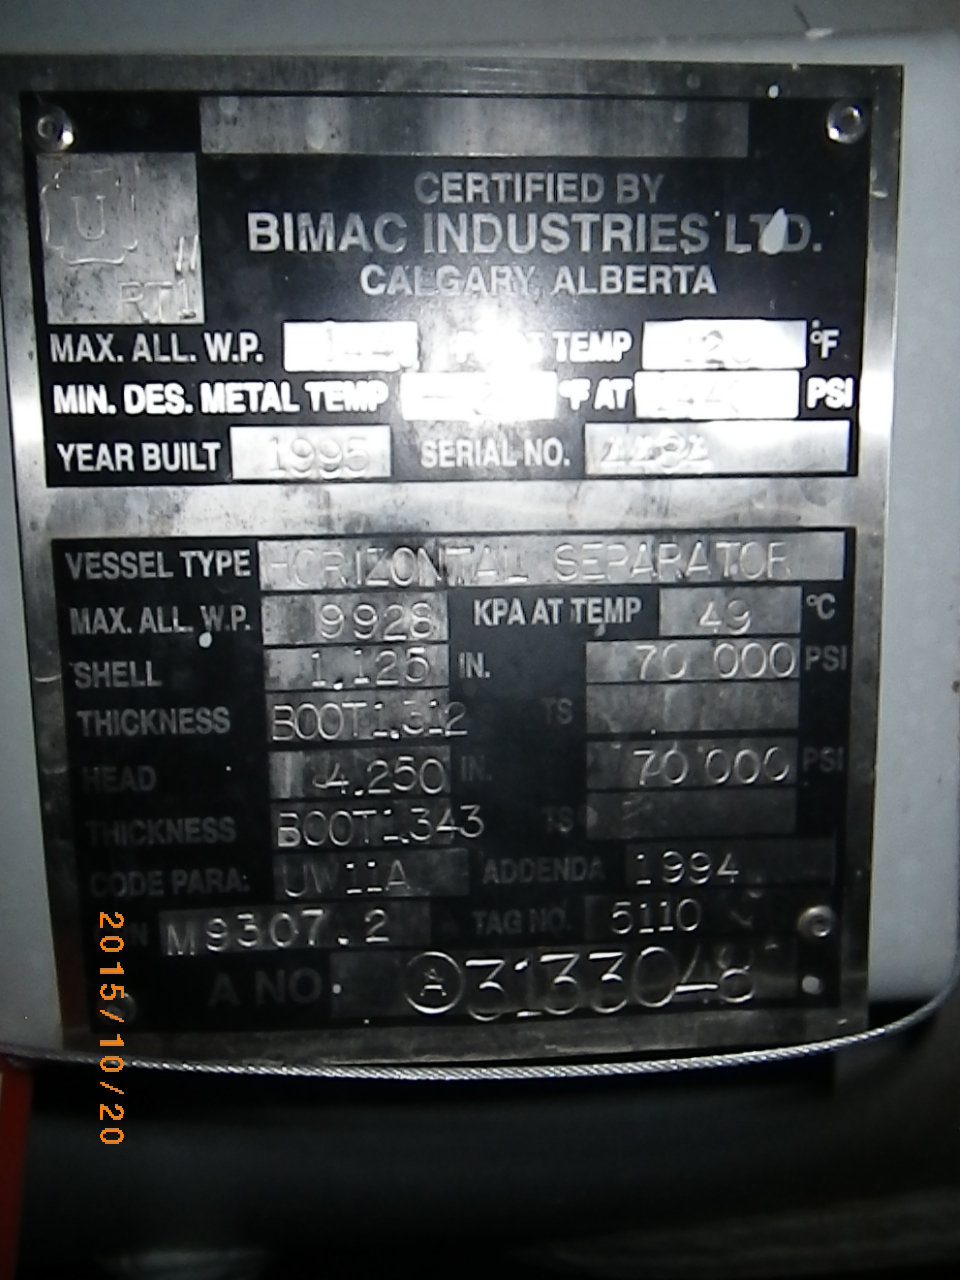 U
RT1
CERTIFIED BY
BIMAC INDUSTRIES LTD.
CALGARY, ALBERTA
MAX. ALL. W.P. TEMP °F
MIN. DES. METAL TEMP °F AT PSI
YEAR BUILT 1995 SERIAL NO. 4484
VESSEL TYPE HORIZONTAL SEPARATOR
MAX. ALL. W.P. 9928 KPA AT TEMP 49 °C
SHELL 1.125 IN. 70 000 PSI
THICKNESS BOOT1.312 TS
HEAD 4.250 IN. 70 000 PSI
THICKNESS BOOT1.343 TS
CODE PARA. UW11A ADDENDA 1994
M9307.2 TAG NO. 5110
A NO. A 3133048
2015/10/20